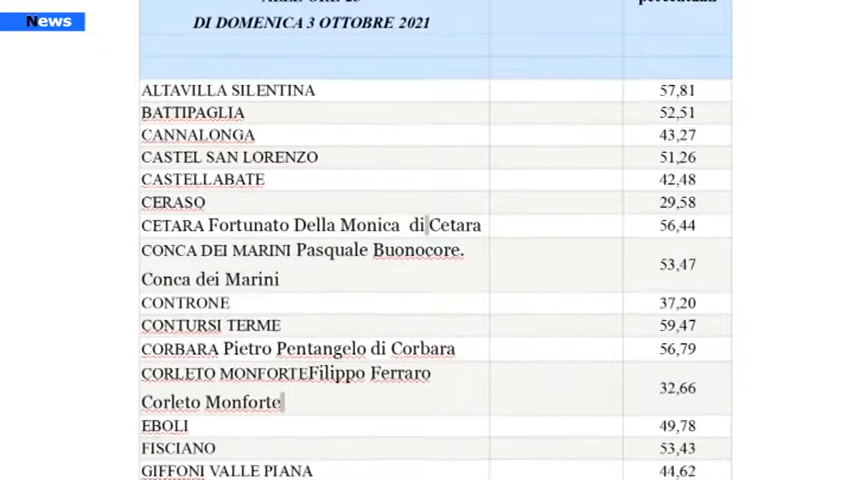 News
DI DOMENICA 3 OTTOBRE 2021
ALTAVILLA SILENTINA 57,81
BATTIPAGLIA 52,51
CANNALONGA 43,27
CASTEL SAN LORENZO 51,26
CASTELLABATE 42,48
CERASO 29,58
CETARA Fortunato Della Monica di Cetara 56,44
CONCA DEI MARINI Pasquale Buonocore.
Conca dei Marini 53,47
CONTRONE 37,20
CONTURSI TERME 59,47
CORBARA Pietro Pentangelo di Corbara 56,79
CORLETO MONFORTEFilippo Ferraro
Corleto Monforte 32,66
EBOLI 49,78
FISCIANO 53,43
GIFFONI VALLE PIANA 44,62